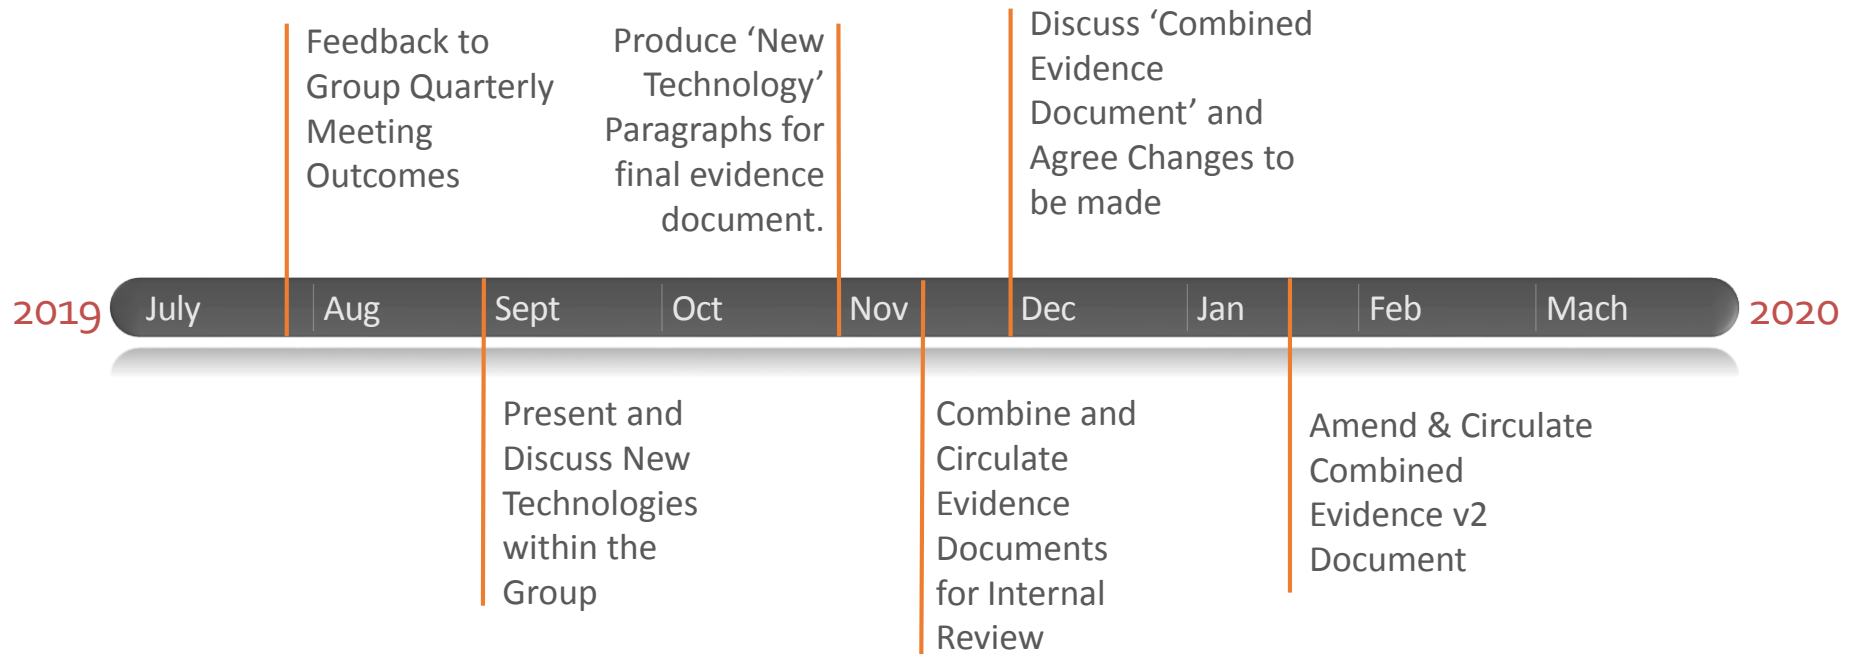 Feedback to
Group Quarterly
Meeting
Outcomes
Produce ‘New
Technology’
Paragraphs for
final evidence
document.
Discuss ‘Combined
Evidence
Document’ and
Agree Changes to
be made
2019 July Aug Sept Oct Nov Dec Jan Feb Mach 2020
Present and
Discuss New
Technologies
within the
Group
Combine and
Circulate
Evidence
Documents
for Internal
Review
Amend & Circulate
Combined
Evidence v2
Document